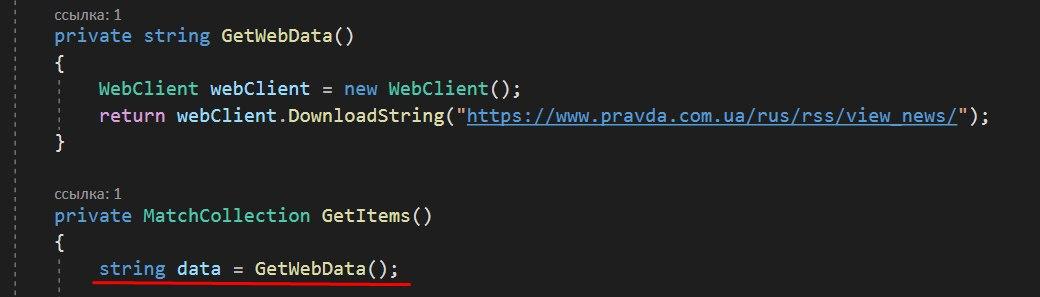 ссылка: 1
private string GetWebData()
{
WebClient webClient = new WebClient();
return webClient.DownloadString("https://www.pravda.com.ua/rus/rss/view_news/");
}
ссылка: 1
private MatchCollection GetItems()
{
string data = GetWebData();